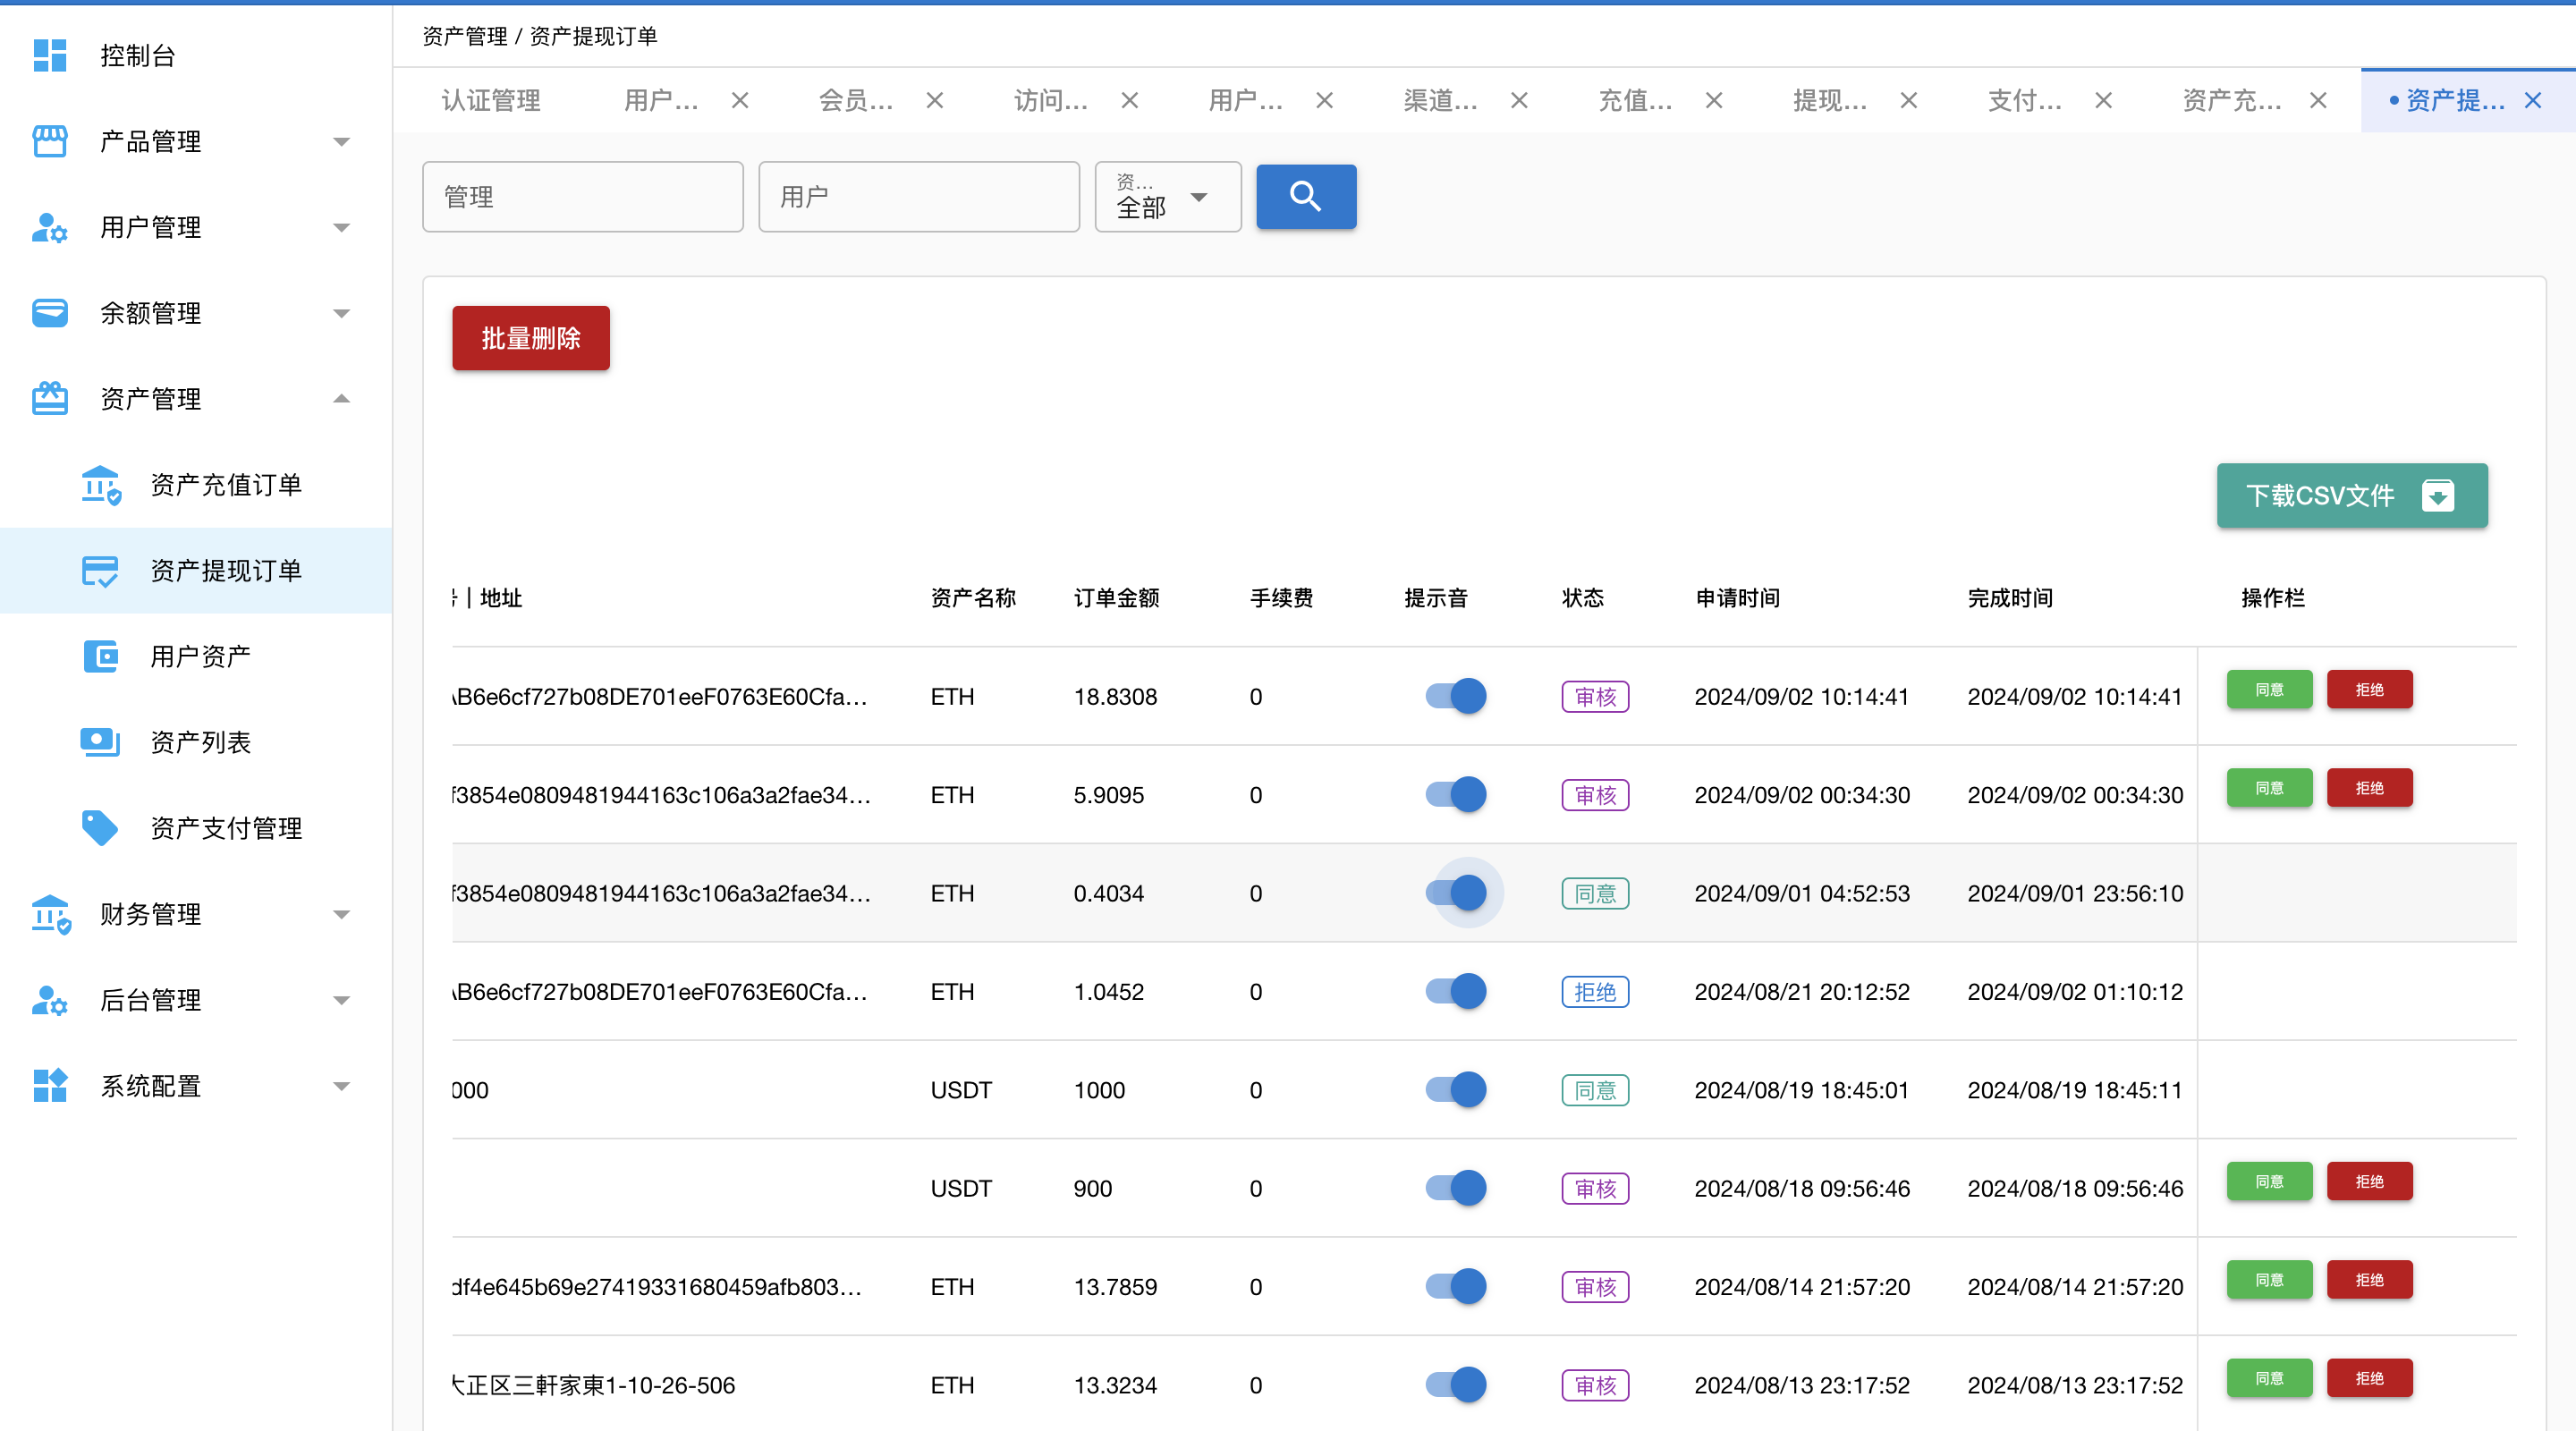 控制台
产品管理
用户管理
余额管理
资产管理
资产充值订单
资产提现订单
用户资产
资产列表
资产支付管理
财务管理
后台管理
系统配置
资产管理 / 资产提现订单
认证管理 用户... 会员... 访问... 用户... 渠道... 充值... 提现... 支付... 资产充... 资产提...
管理 用户 资... 全部
批量删除
下载CSV文件
号 | 地址 资产名称 订单金额 手续费 提示音 状态 申请时间 完成时间 操作栏
AB6e6cf727b08DE701eeF0763E60Cfa... ETH 18.8308 0 审核 2024/09/02 10:14:41 2024/09/02 10:14:41 同意 拒绝
f3854e0809481944163c106a3a2fae34... ETH 5.9095 0 审核 2024/09/02 00:34:30 2024/09/02 00:34:30 同意 拒绝
f3854e0809481944163c106a3a2fae34... ETH 0.4034 0 同意 2024/09/01 04:52:53 2024/09/01 23:56:10
AB6e6cf727b08DE701eeF0763E60Cfa... ETH 1.0452 0 拒绝 2024/08/21 20:12:52 2024/09/02 01:10:12
000 USDT 1000 0 同意 2024/08/19 18:45:01 2024/08/19 18:45:11
USDT 900 0 审核 2024/08/18 09:56:46 2024/08/18 09:56:46 同意 拒绝
df4e645b69e27419331680459afb803... ETH 13.7859 0 审核 2024/08/14 21:57:20 2024/08/14 21:57:20 同意 拒绝
大正区三軒家東1-10-26-506 ETH 13.3234 0 审核 2024/08/13 23:17:52 2024/08/13 23:17:52 同意 拒绝